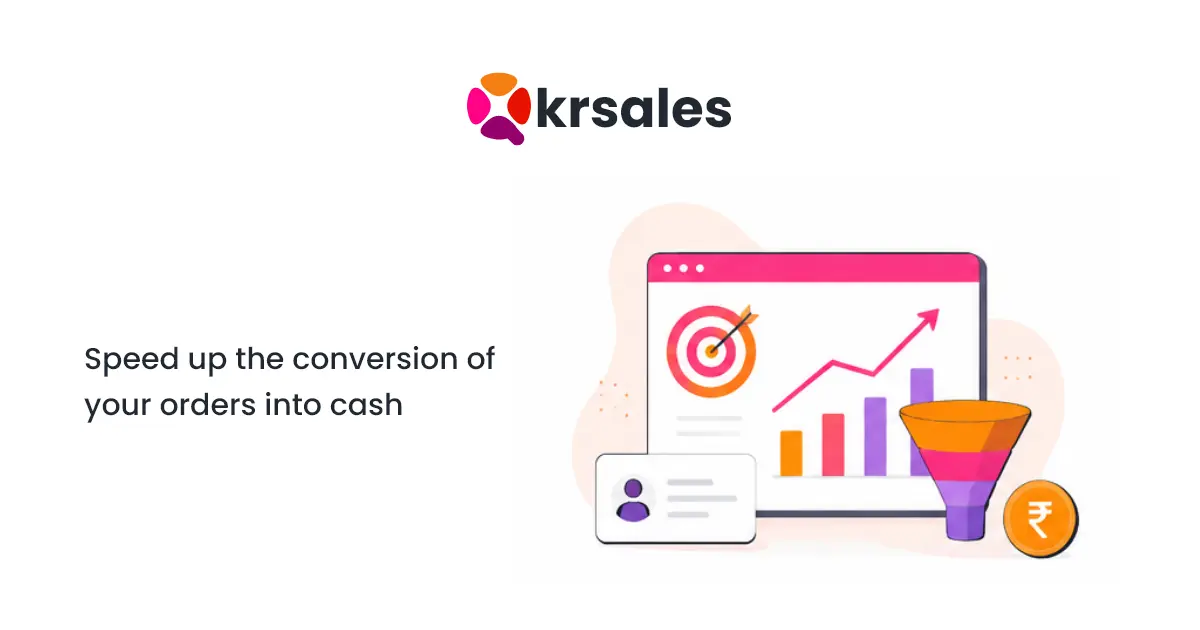 krsales
Speed up the conversion of
your orders into cash
₹